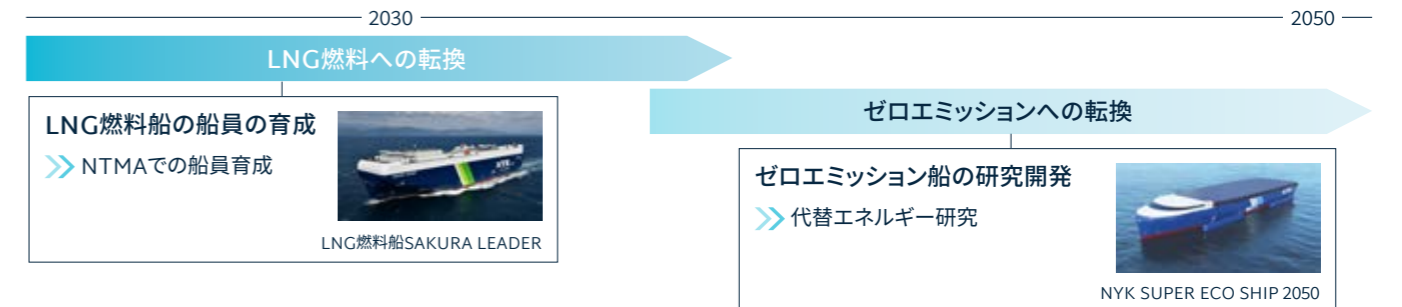 2030
2050
LNG燃料への転換
LNG燃料船の船員の育成
NTMAでの船員育成
LNG燃料船SAKURA LEADER
ゼロエミッションへの転換
ゼロエミッション船の研究開発
代替エネルギー研究
NYK SUPER ECO SHIP 2050